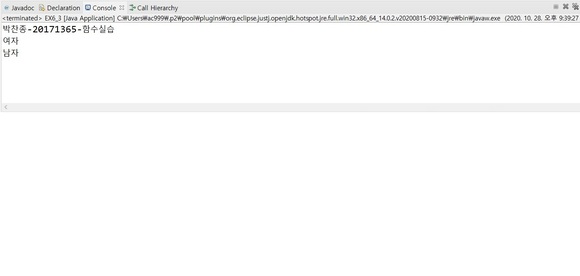 Javadoc Declaration Console Call Hierarchy
<terminated> EX6_3 [Java Application] C:₩Users₩ac999₩.p2₩pool₩plugins₩org.eclipse.justj.openjdk.hotspot.jre.full.win32.x86_64_14.0.2.v20200815-0932₩jre₩bin₩javaw.exe (2020. 10. 28. 오후 9:39:27
박찬종-20171365-함수실습
여자
남자